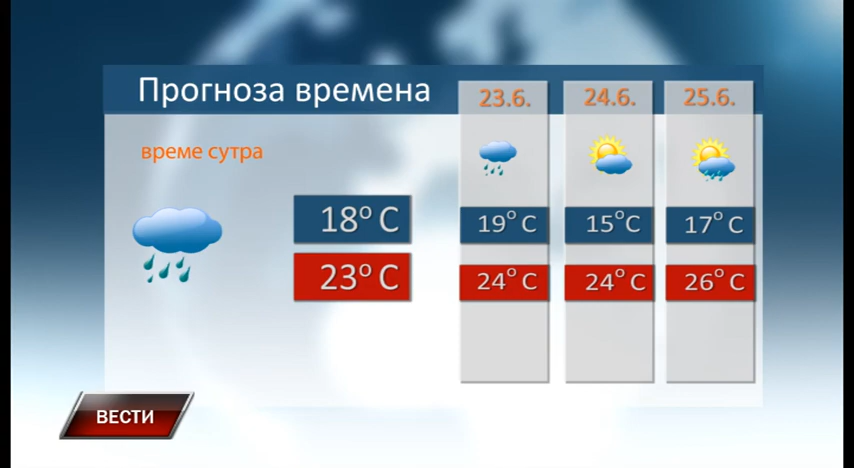 Прогноза времена
23.6.
24.6.
25.6.
време сутра
18° C
19° C
15°C
17° C
23° C
24° C
24° C
26° C
ВЕСТИ